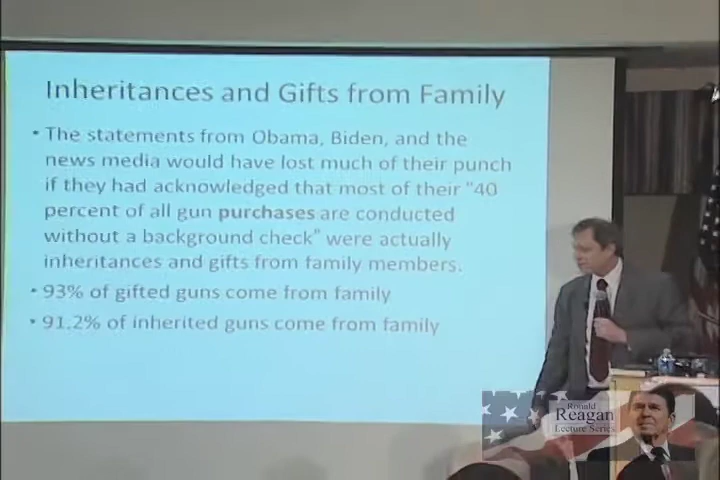 Inheritances and Gifts from Family
• The statements from Obama, Biden, and the
news media would have lost much of their punch
if they had acknowledged that most of their "40
percent of all gun purchases are conducted
without a background check" were actually
inheritances and gifts from family members.
• 93% of gifted guns come from family
• 91.2% of inherited guns come from family
Ronald
Reagan
Lecture Series